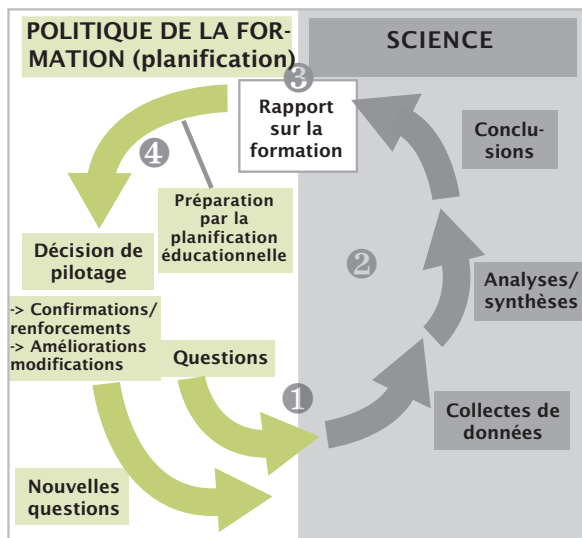 POLITIQUE DE LA FOR-
MATION (planification)
SCIENCE
3
Rapport
sur la
formation
4
Conclu-
sions
Préparation
par la
planification
éducationnelle
Décision de
pilotage
2
-> Confirmations/
renforcements
-> Améliorations
modifications
Analyses/
synthèses
Questions
1
Collectes de
données
Nouvelles
questions